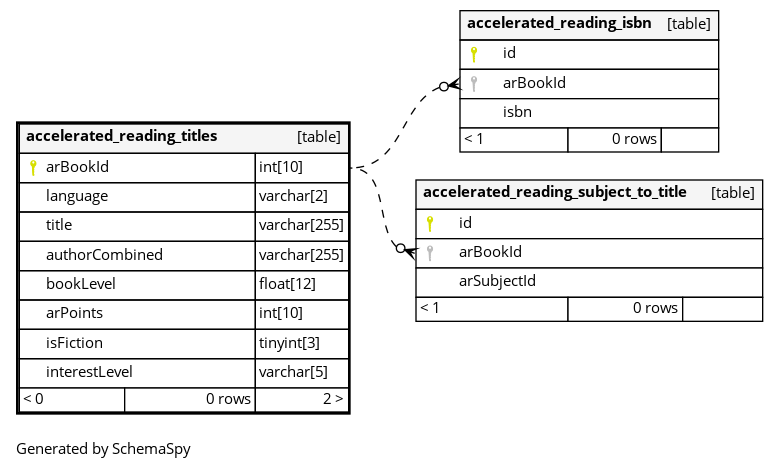 accelerated_reading_isbn [table]
id
arBookId
isbn
< 1 0 rows
accelerated_reading_titles [table]
arBookId int[10]
language varchar[2]
title varchar[255]
authorCombined varchar[255]
bookLevel float[12]
arPoints int[10]
isFiction tinyint[3]
interestLevel varchar[5]
< 0 0 rows 2 >
accelerated_reading_subject_to_title [table]
id
arBookId
arSubjectId
< 1 0 rows
Generated by SchemaSpy